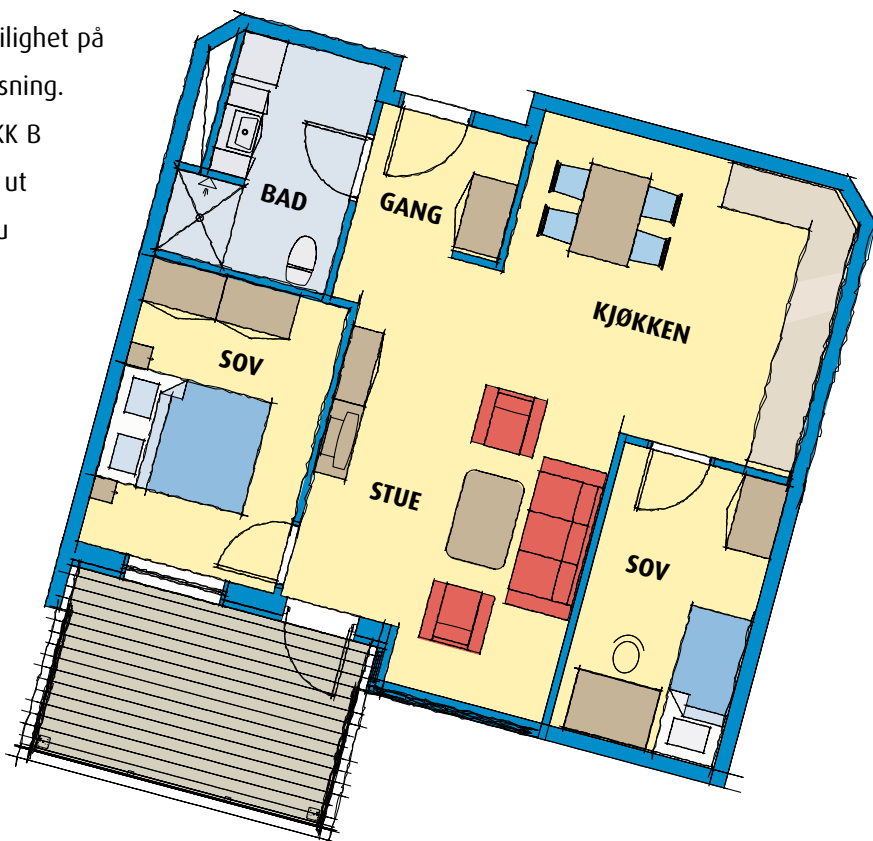 ilighet på
sning.
KK B
ut
u
BAD
GANG
KJØKKEN
SOV
STUE
SOV